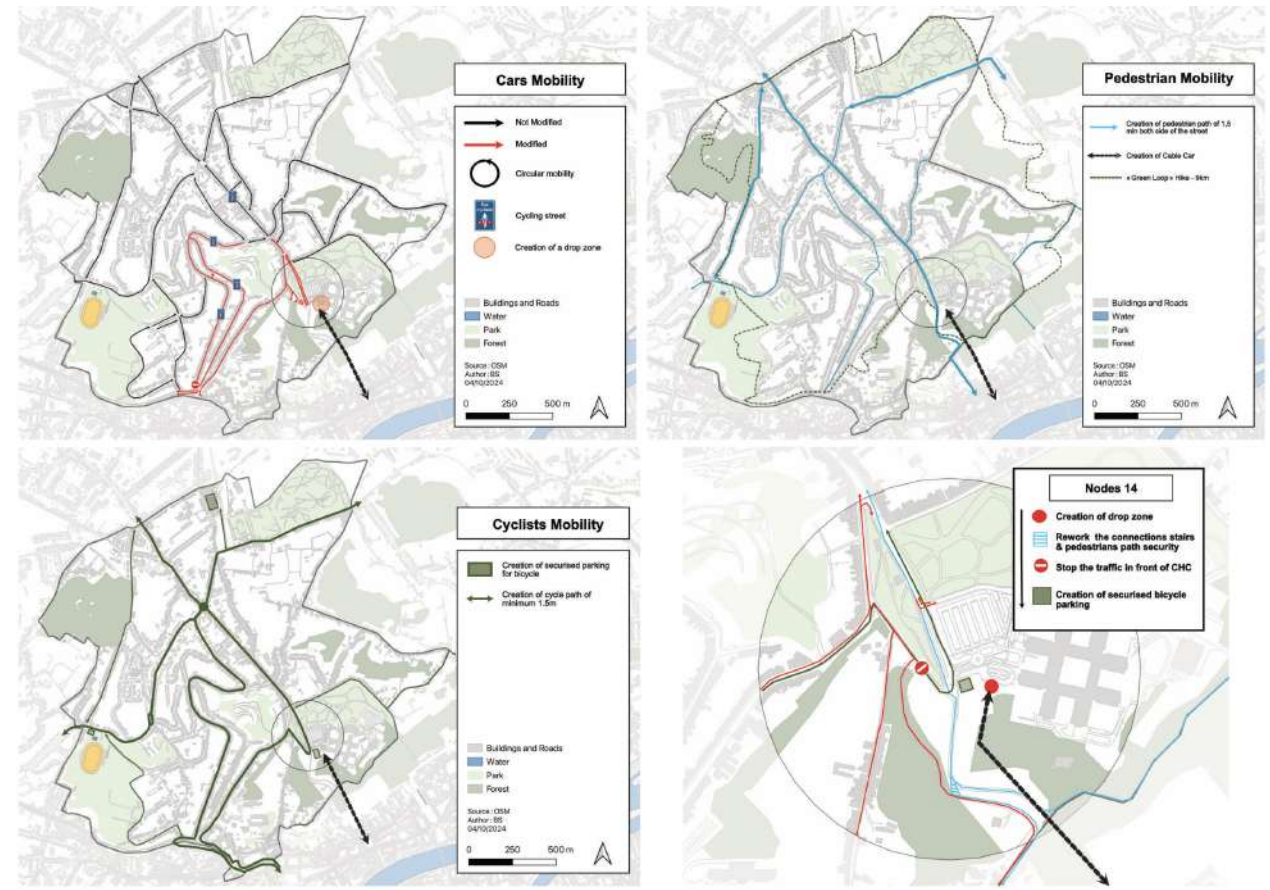 Cars Mobility
Not Modified
Modified
Circular mobility
Cycling street
Creation of a drop zone
Buildings and Roads
Water
Park
Forest
Source : OSM
Author : BS
04/10/2024
0 250 500 m
Pedestrian Mobility
Creation of pedestrian path of 1,5
min both side of the street
Creation of Cable Car
« Green Loop » Hike - 9km
Buildings and Roads
Water
Park
Forest
Source : OSM
Author : BS
04/10/2024
0 250 500 m
Cyclists Mobility
Creation of securised parking
for bicycle
Creation of cycle path of
minimum 1.5m
Buildings and Roads
Water
Park
Forest
Source : OSM
Author : BS
04/10/2024
0 250 500 m
Nodes 14
Creation of drop zone
Rework the connections stairs
& pedestrians path security
Stop the traffic in front of CHC
Creation of securised bicycle
parking